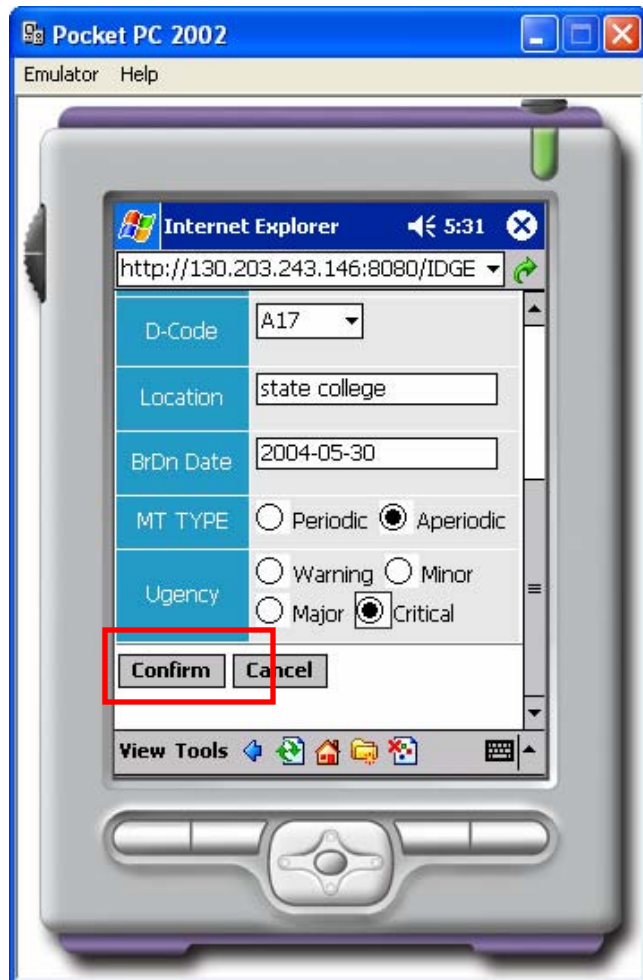 Pocket PC 2002
Emulator Help
Internet Explorer 5:31
http://130.203.243.146:8080/IDGE
D-Code A17
Location state college
BrDn Date 2004-05-30
MT TYPE Periodic Aperiodic
Ugency Warning Minor
Major Critical
Confirm Cancel
View Tools